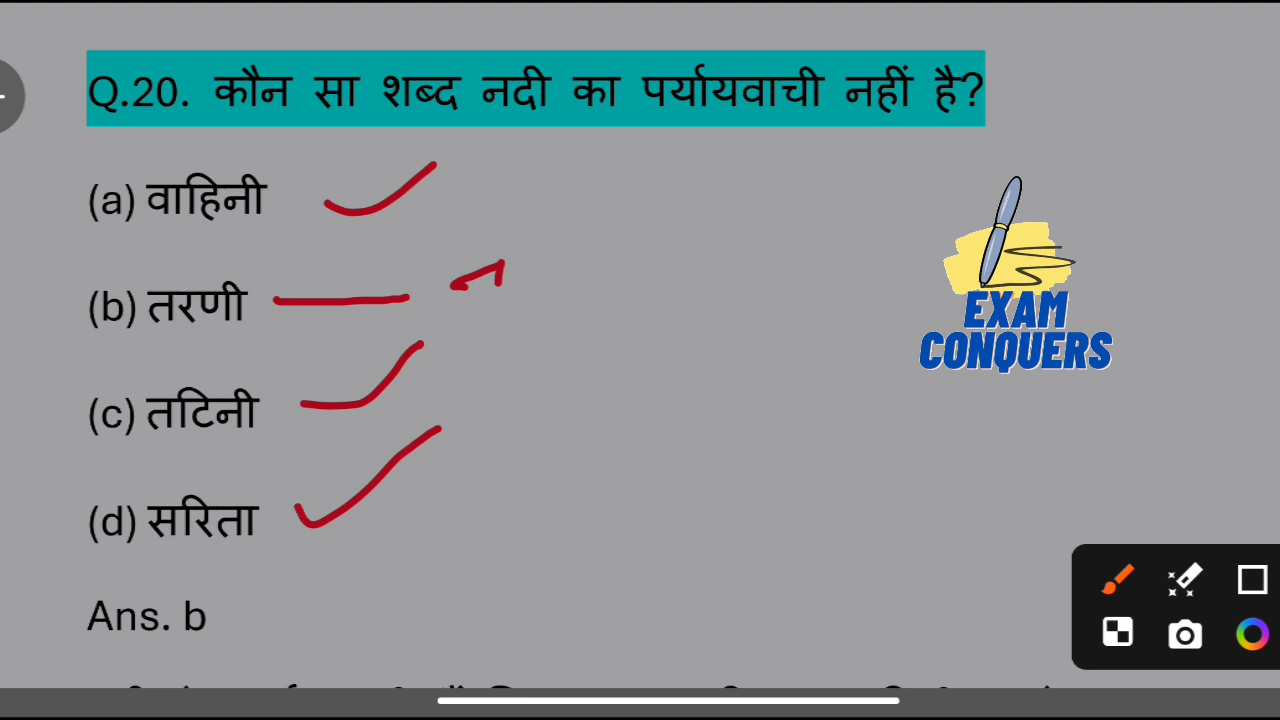 Q.20. कौन सा शब्द नदी का पर्यायवाची नहीं है?
(a) वाहिनी
(b) तरणी
(c) तटिनी
(d) सरिता
EXAM
CONQUERS
Ans. b